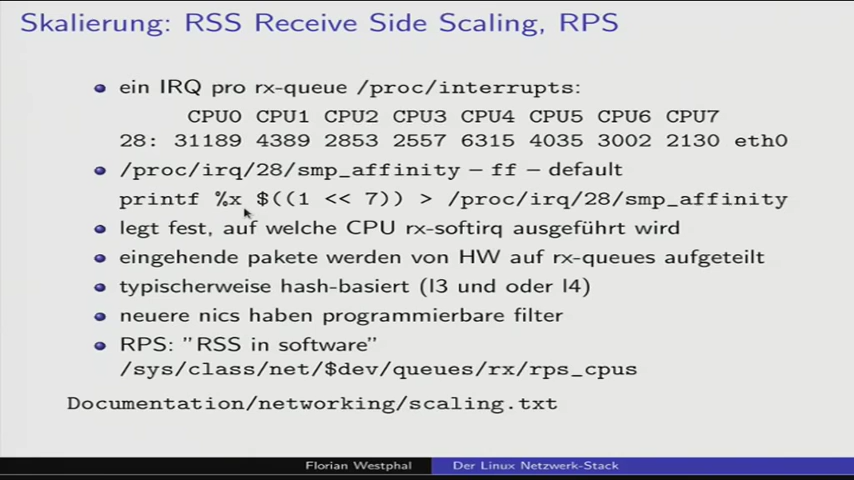 Skalierung: RSS Receive Side Scaling, RPS
ein IRQ pro rx-queue /proc/interrupts:
CPU0 CPU1 CPU2 CPU3 CPU4 CPU5 CPU6 CPU7
28: 31189 4389 2853 2557 6315 4035 3002 2130 eth0
/proc/irq/28/smp_affinity – ff – default
printf %x $((1 << 7)) > /proc/irq/28/smp_affinity
legt fest, auf welche CPU rx-softirq ausgeführt wird
eingehende pakete werden von HW auf rx-queues aufgeteilt
typischerweise hash-basiert (l3 und oder l4)
neuere nics haben programmierbare filter
RPS: "RSS in software"
/sys/class/net/$dev/queues/rx/rps_cpus
Documentation/networking/scaling.txt
Florian Westphal Der Linux Netzwerk-Stack